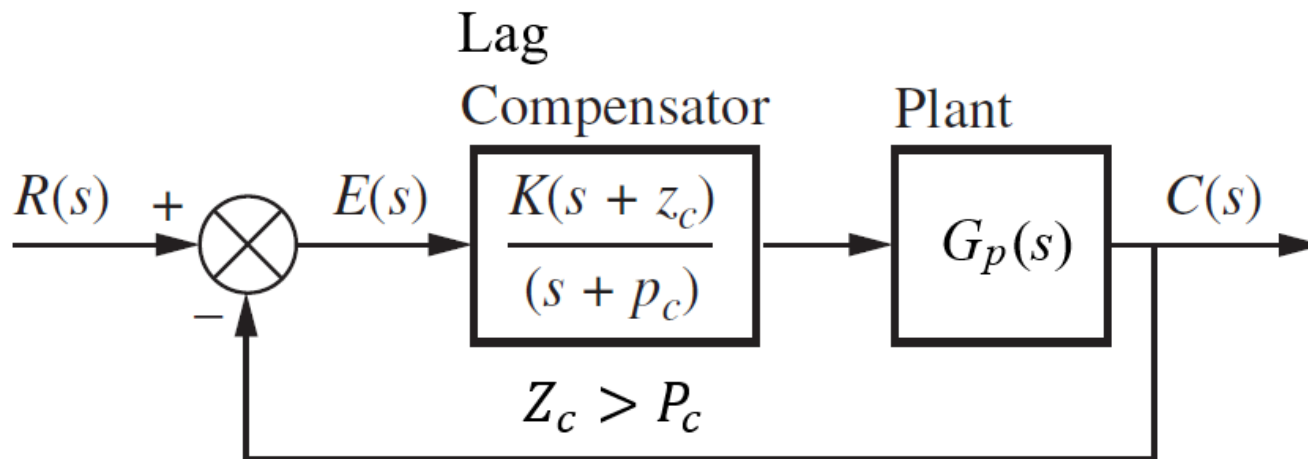 Lag
Compensator
Plant
R(s)
+
E(s)
K(s + z_c)
(s + p_c)
G_p(s)
C(s)
−
Z_c > P_c